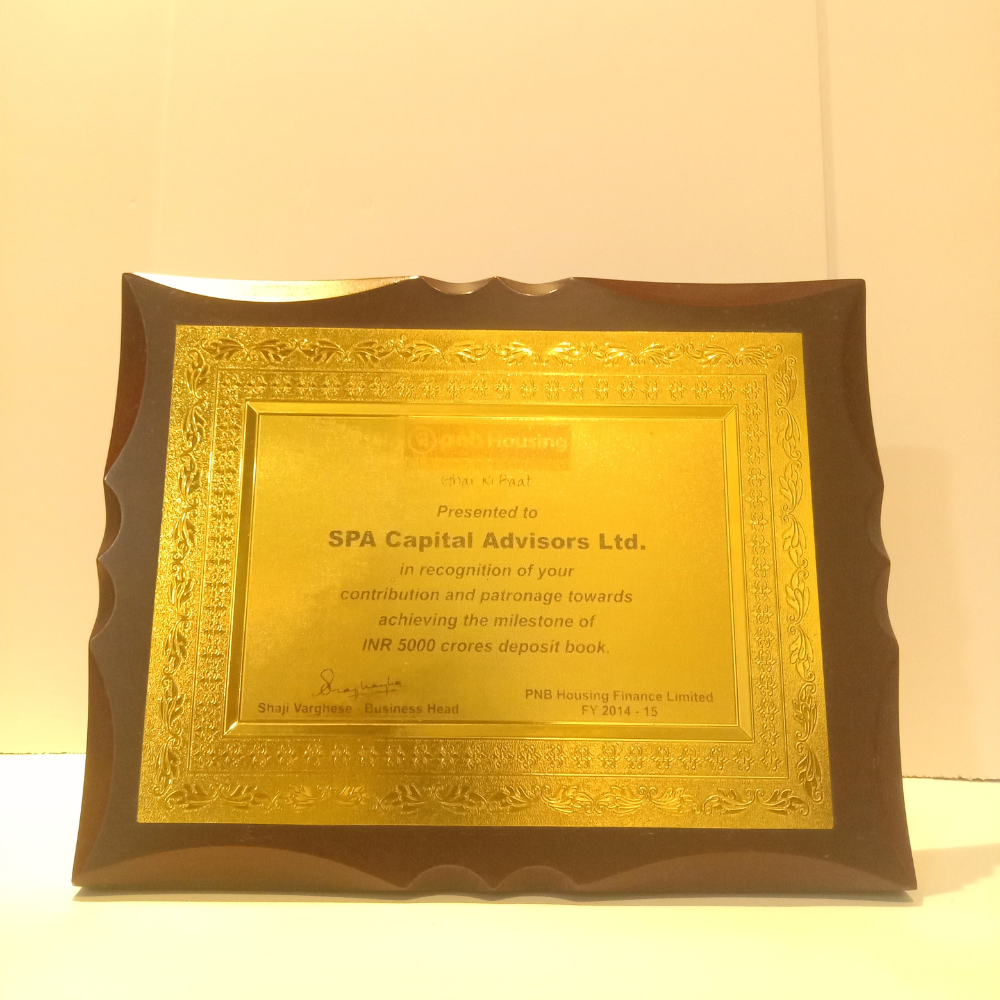 pnb Housing
Ghar Ki Baat
Presented to
SPA Capital Advisors Ltd.
in recognition of your
contribution and patronage towards
achieving the milestone of
INR 5000 crores deposit book.
Shaji Varghese - Business Head
PNB Housing Finance Limited
FY 2014 - 15